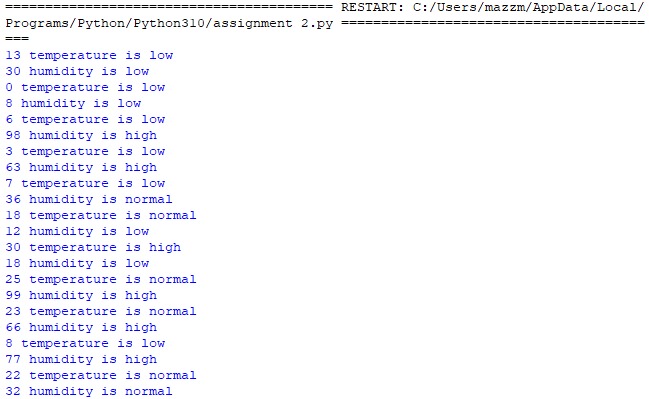 ========================================= RESTART: C:/Users/mazzm/AppData/Local/
Programs/Python/Python310/assignment 2.py ======================================
===
13 temperature is low
30 humidity is low
0 temperature is low
8 humidity is low
6 temperature is low
98 humidity is high
3 temperature is low
63 humidity is high
7 temperature is low
36 humidity is normal
18 temperature is normal
12 humidity is low
30 temperature is high
18 humidity is low
25 temperature is normal
99 humidity is high
23 temperature is normal
66 humidity is high
8 temperature is low
77 humidity is high
22 temperature is normal
32 humidity is normal